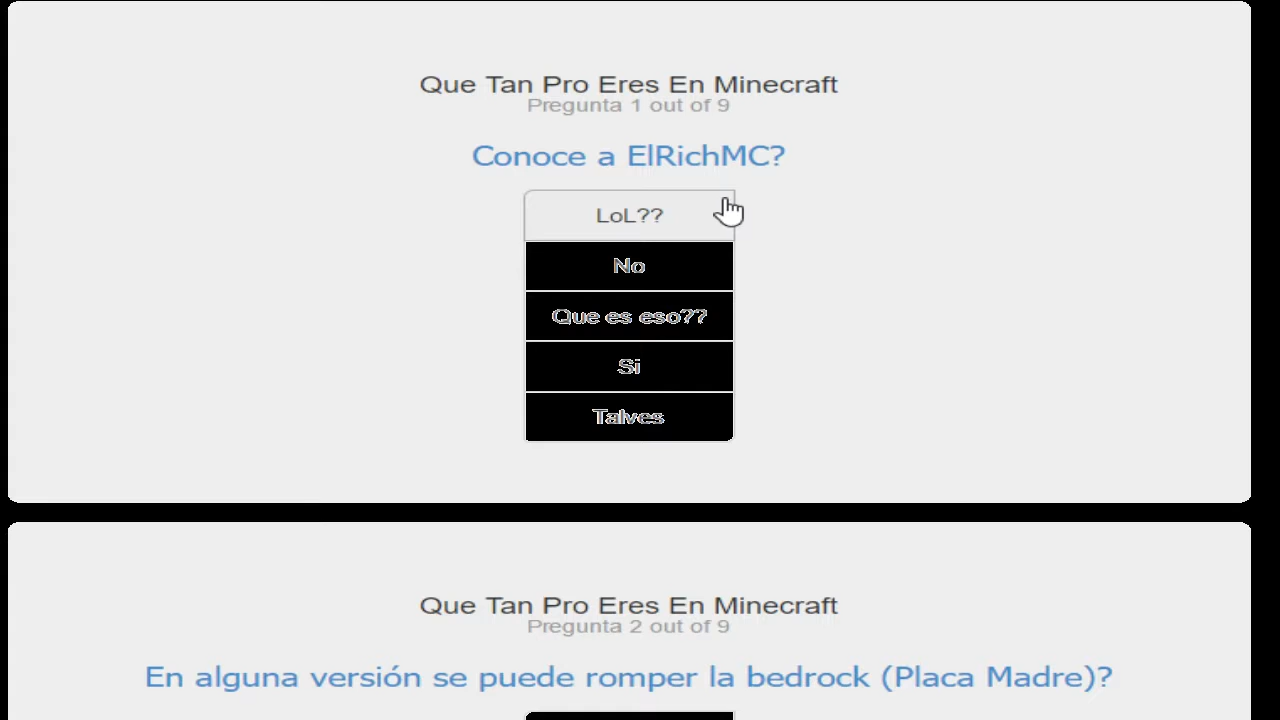 Que Tan Pro Eres En Minecraft
Pregunta 1 out of 9
Conoce a ElRichMC?
LoL??
No
Que es eso??
Si
Talves
Que Tan Pro Eres En Minecraft
Pregunta 2 out of 9
En alguna versión se puede romper la bedrock (Placa Madre)?